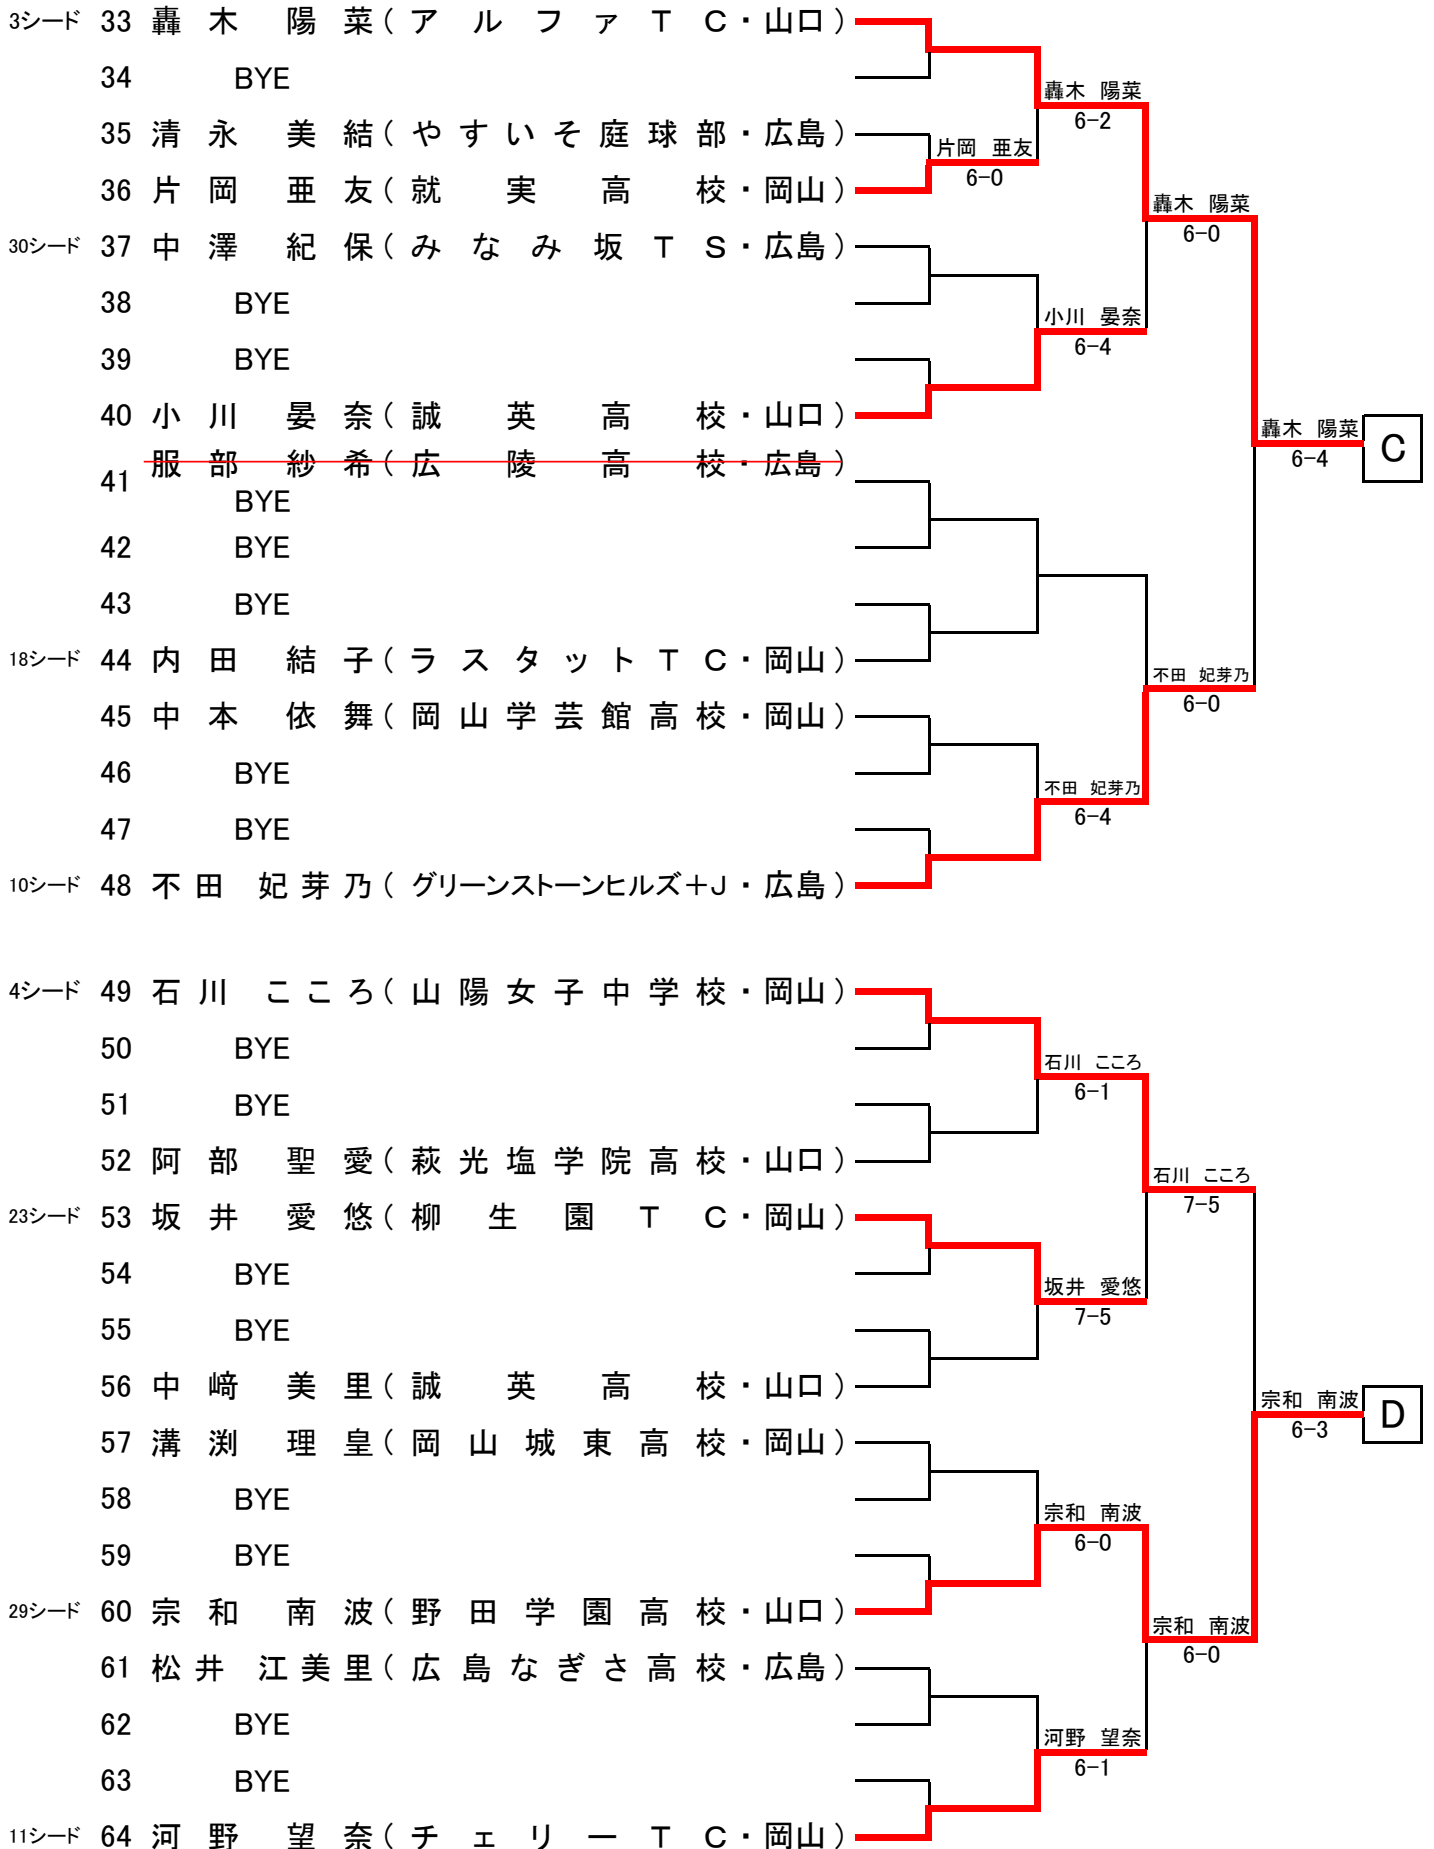 3シード 33 轟木 陽菜(アルファTC・山口)
34 BYE
轟木 陽菜
6-2
35 清永 美結(やすいそ庭球部・広島)
片岡 亜友
6-0
36 片岡 亜友(就実高校・岡山)
轟木 陽菜
6-0
30シード 37 中澤 紀保(みなみ坂TS・広島)
38 BYE
小川 晏奈
6-4
39 BYE
40 小川 晏奈(誠英高校・山口)
轟木 陽菜
6-4
C
服部 紗希(広陵高校・広島)
41 BYE
42 BYE
43 BYE
18シード 44 内田 結子(ラスタットTC・岡山)
不田 妃芽乃
6-0
45 中本 依舞(岡山学芸館高校・岡山)
46 BYE
不田 妃芽乃
6-4
47 BYE
10シード 48 不田 妃芽乃(グリーンストーンヒルズ+J・広島)
4シード 49 石川 こころ(山陽女子中学校・岡山)
50 BYE
石川 こころ
6-1
51 BYE
52 阿部 聖愛(萩光塩学院高校・山口)
石川 こころ
7-5
23シード 53 坂井 愛悠(柳生園TC・岡山)
54 BYE
坂井 愛悠
7-5
55 BYE
56 中﨑 美里(誠英高校・山口)
宗和 南波
6-3
D
57 溝渕 理皇(岡山城東高校・岡山)
58 BYE
宗和 南波
6-0
59 BYE
29シード 60 宗和 南波(野田学園高校・山口)
宗和 南波
6-0
61 松井 江美里(広島なぎさ高校・広島)
62 BYE
河野 望奈
6-1
63 BYE
11シード 64 河野 望奈(チェリーTC・岡山)